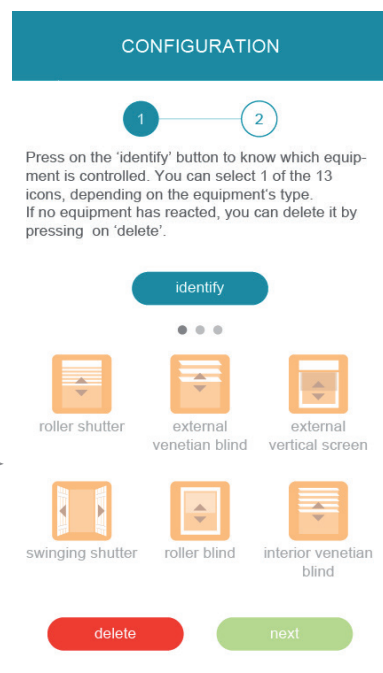 CONFIGURATION
1
2
Press on the ‘identify’ button to know which equip-
ment is controlled. You can select 1 of the 13
icons, depending on the equipment’s type.
If no equipment has reacted, you can delete it by
pressing on ‘delete’.
identify
roller shutter
external
venetian blind
external
vertical screen
swinging shutter
roller blind
interior venetian
blind
delete
next